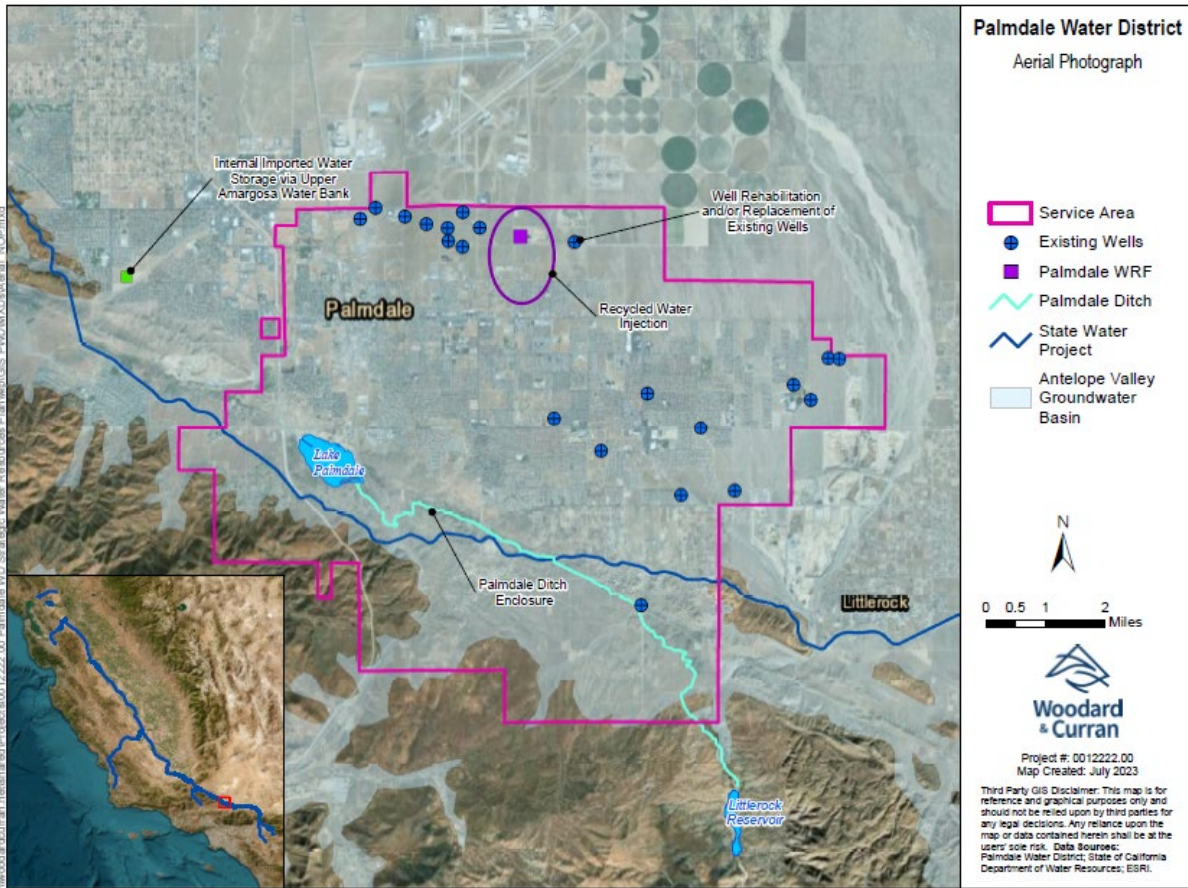 Palmdale Water District
Aerial Photograph
Internal Imported Water
Storage via Upper
Amargosa Water Bank
Well Rehabilitation
and/or Replacement of
Existing Wells
Palmdale
Recycled Water
Injection
Lake
Palmdale
Palmdale Ditch
Enclosure
Littlerock
Littlerock
Reservoir
Service Area
Existing Wells
Palmdale WRF
Palmdale Ditch
State Water
Project
Antelope Valley
Groundwater
Basin
N
0 0.5 1 2
Miles
Woodard
& Curran
Project #: 0012222.00
Map Created: July 2023
Third Party GIS Disclaimer: This map is for
reference and graphical purposes only and
should not be relied upon by third parties for
any legal decisions. Any reliance upon the
map or data contained herein shall be at the
users' sole risk. Data Sources:
Palmdale Water District; State of California
Department of Water Resources; ESRI.